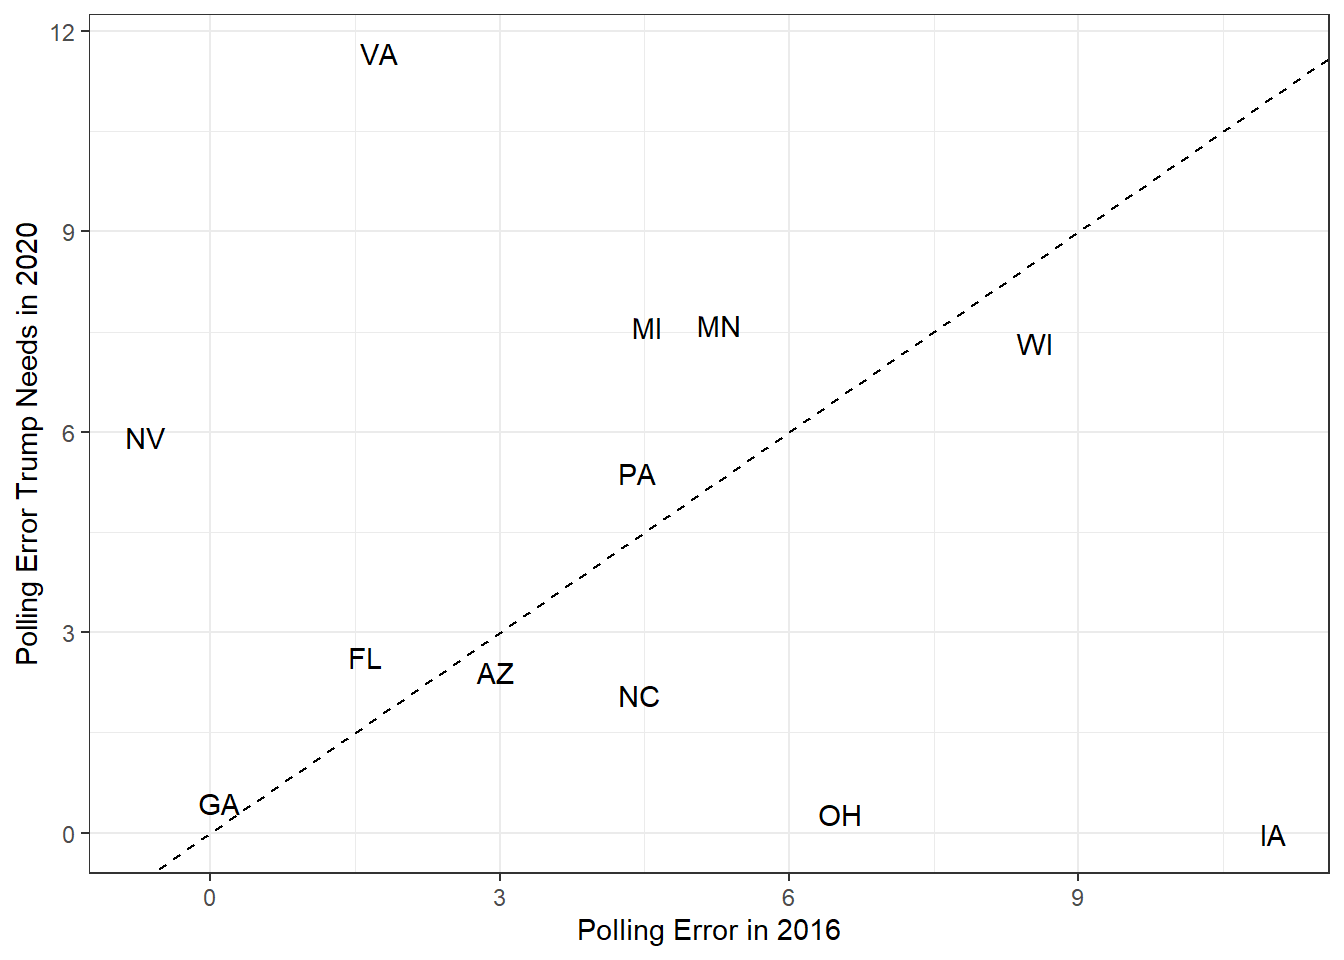 12
VA
9
MI
MN
WI
6
NV
PA
3
FL
AZ
NC
GA
OH
0
IA
0
3
6
9
Polling Error in 2016
Polling Error Trump Needs in 2020